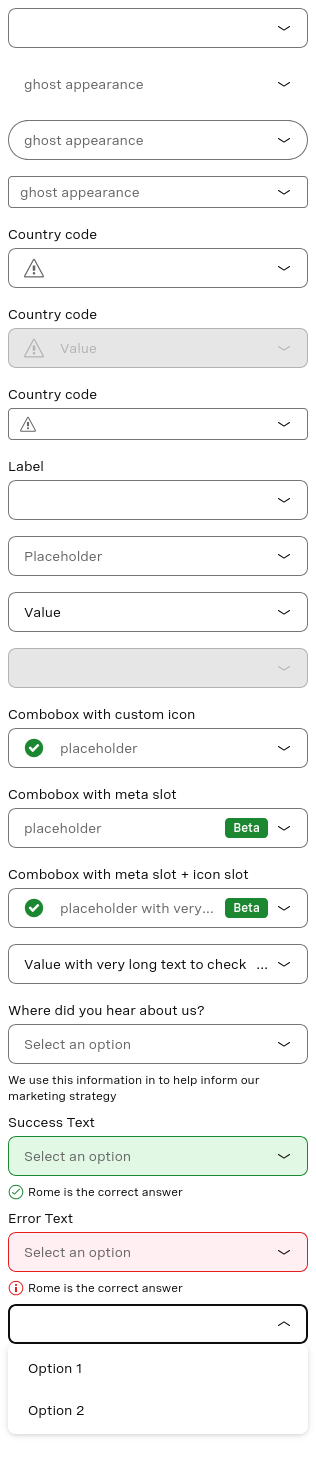 ghost appearance
ghost appearance
ghost appearance
Country code
Country code
Value
Country code
Label
Placeholder
Value
Combobox with custom icon
placeholder
Combobox with meta slot
placeholder Beta
Combobox with meta slot + icon slot
placeholder with very... Beta
Value with very long text to check ...
Where did you hear about us?
Select an option
We use this information in to help inform our
marketing strategy
Success Text
Select an option
Rome is the correct answer
Error Text
Select an option
Rome is the correct answer
Option 1
Option 2